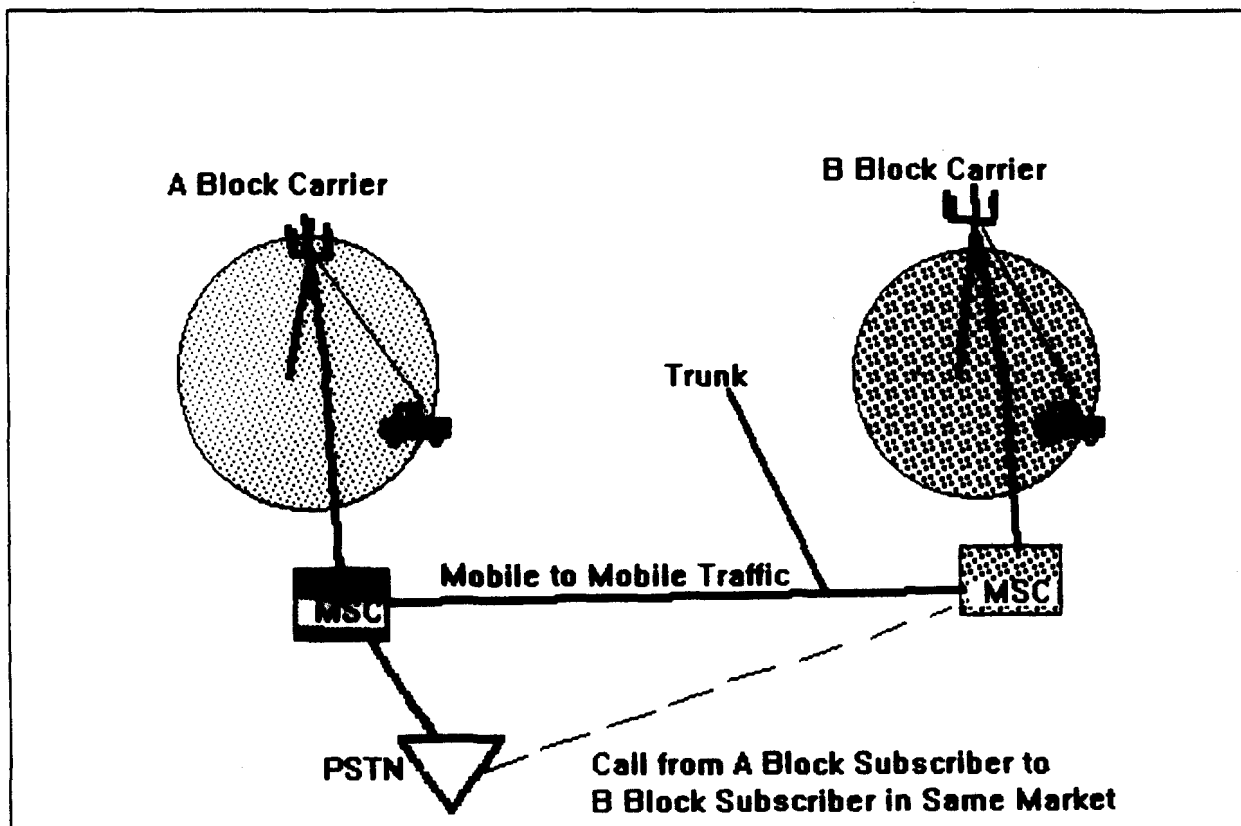 A Block Carrier
B Block Carrier
Trunk
Mobile to Mobile Traffic
MSC
MSC
PSTN
Call from A Block Subscriber to
B Block Subscriber in Same Market